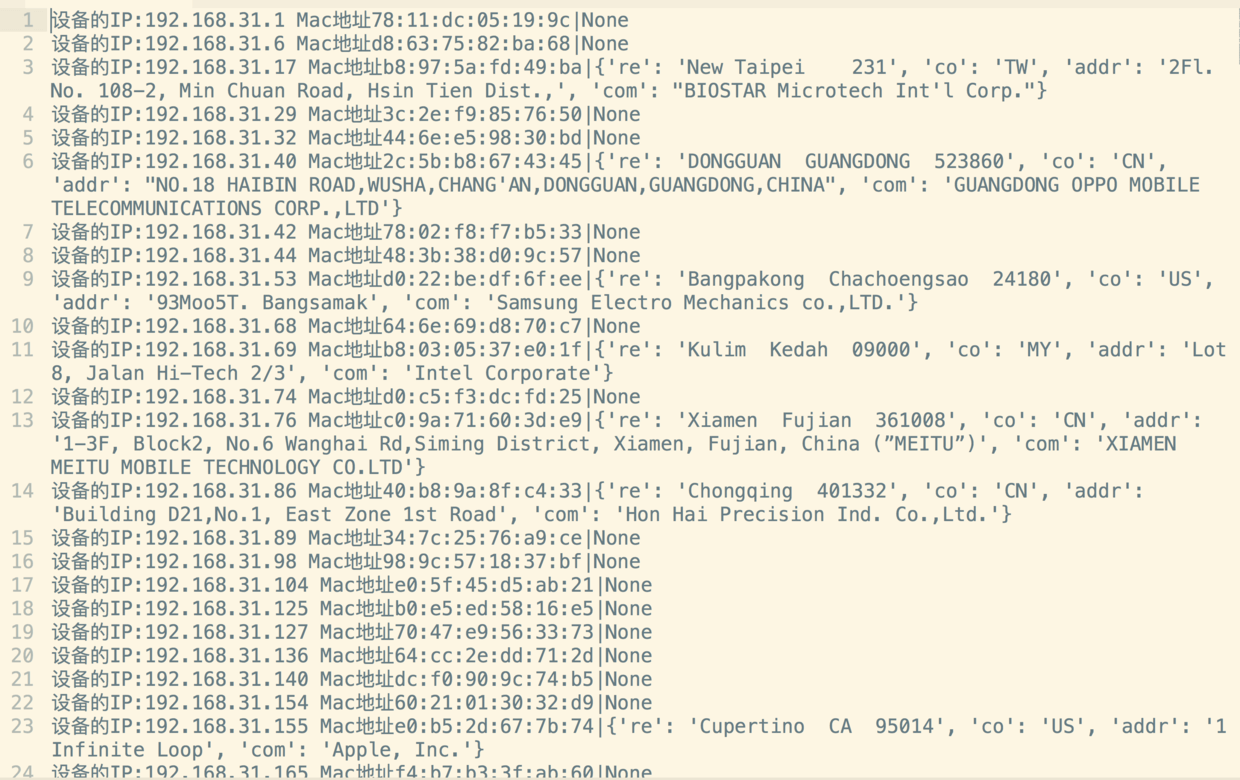 1 设备的IP:192.168.31.1 Mac地址78:11:dc:05:19:9c|None
2 设备的IP:192.168.31.6 Mac地址d8:63:75:82:ba:68|None
3 设备的IP:192.168.31.17 Mac地址b8:97:5a:fd:49:ba|{'re': 'New Taipei    231', 'co': 'TW', 'addr': '2Fl.
No. 108-2, Min Chuan Road, Hsin Tien Dist.,', 'com': "BIOSTAR Microtech Int'l Corp."}
4 设备的IP:192.168.31.29 Mac地址3c:2e:f9:85:76:50|None
5 设备的IP:192.168.31.32 Mac地址44:6e:e5:98:30:bd|None
6 设备的IP:192.168.31.40 Mac地址2c:5b:b8:67:43:45|{'re': 'DONGGUAN  GUANGDONG  523860', 'co': 'CN',
'addr': "NO.18 HAIBIN ROAD,WUSHA,CHANG'AN,DONGGUAN,GUANGDONG,CHINA", 'com': 'GUANGDONG OPPO MOBILE
TELECOMMUNICATIONS CORP.,LTD'}
7 设备的IP:192.168.31.42 Mac地址78:02:f8:f7:b5:33|None
8 设备的IP:192.168.31.44 Mac地址48:3b:38:d0:9c:57|None
9 设备的IP:192.168.31.53 Mac地址d0:22:be:df:6f:ee|{'re': 'Bangpakong  Chachoengsao  24180', 'co': 'US',
'addr': '93Moo5T. Bangsamak', 'com': 'Samsung Electro Mechanics co.,LTD.'}
10 设备的IP:192.168.31.68 Mac地址64:6e:69:d8:70:c7|None
11 设备的IP:192.168.31.69 Mac地址b8:03:05:37:e0:1f|{'re': 'Kulim  Kedah  09000', 'co': 'MY', 'addr': 'Lot
8, Jalan Hi-Tech 2/3', 'com': 'Intel Corporate'}
12 设备的IP:192.168.31.74 Mac地址d0:c5:f3:dc:fd:25|None
13 设备的IP:192.168.31.76 Mac地址c0:9a:71:60:3d:e9|{'re': 'Xiamen  Fujian  361008', 'co': 'CN', 'addr':
'1-3F, Block2, No.6 Wanghai Rd,Siming District, Xiamen, Fujian, China (”MEITU”)', 'com': 'XIAMEN
MEITU MOBILE TECHNOLOGY CO.LTD'}
14 设备的IP:192.168.31.86 Mac地址40:b8:9a:8f:c4:33|{'re': 'Chongqing  401332', 'co': 'CN', 'addr':
'Building D21,No.1, East Zone 1st Road', 'com': 'Hon Hai Precision Ind. Co.,Ltd.'}
15 设备的IP:192.168.31.89 Mac地址34:7c:25:76:a9:ce|None
16 设备的IP:192.168.31.98 Mac地址98:9c:57:18:37:bf|None
17 设备的IP:192.168.31.104 Mac地址e0:5f:45:d5:ab:21|None
18 设备的IP:192.168.31.125 Mac地址b0:e5:ed:58:16:e5|None
19 设备的IP:192.168.31.127 Mac地址70:47:e9:56:33:73|None
20 设备的IP:192.168.31.136 Mac地址64:cc:2e:dd:71:2d|None
21 设备的IP:192.168.31.140 Mac地址dc:f0:90:9c:74:b5|None
22 设备的IP:192.168.31.154 Mac地址60:21:01:30:32:d9|None
23 设备的IP:192.168.31.155 Mac地址e0:b5:2d:67:7b:74|{'re': 'Cupertino  CA  95014', 'co': 'US', 'addr': '1
Infinite Loop', 'com': 'Apple, Inc.'}
24 设备的IP:192.168.31.165 Mac地址f4:b7:b3:3f:ab:60|None